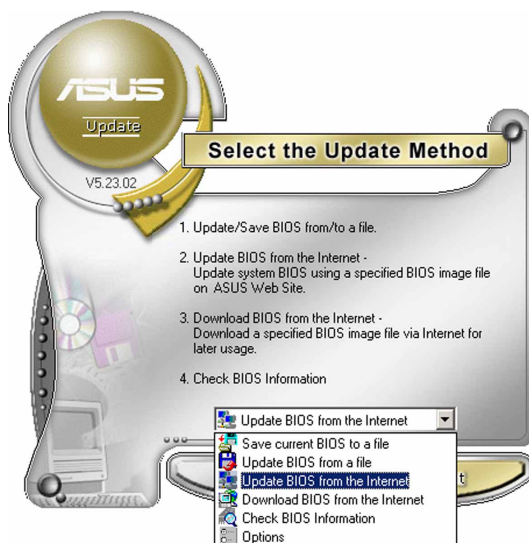 ASUS
Update
V5.23.02
Select the Update Method
1. Update/Save BIOS from/to a file.
2. Update BIOS from the Internet -
Update system BIOS using a specified BIOS image file
on ASUS Web Site.
3. Download BIOS from the Internet -
Download a specified BIOS image file via Internet for
later usage.
4. Check BIOS Information
Update BIOS from the Internet
Save current BIOS to a file
Update BIOS from a file
Update BIOS from the Internet
Download BIOS from the Internet
Check BIOS Information
Options